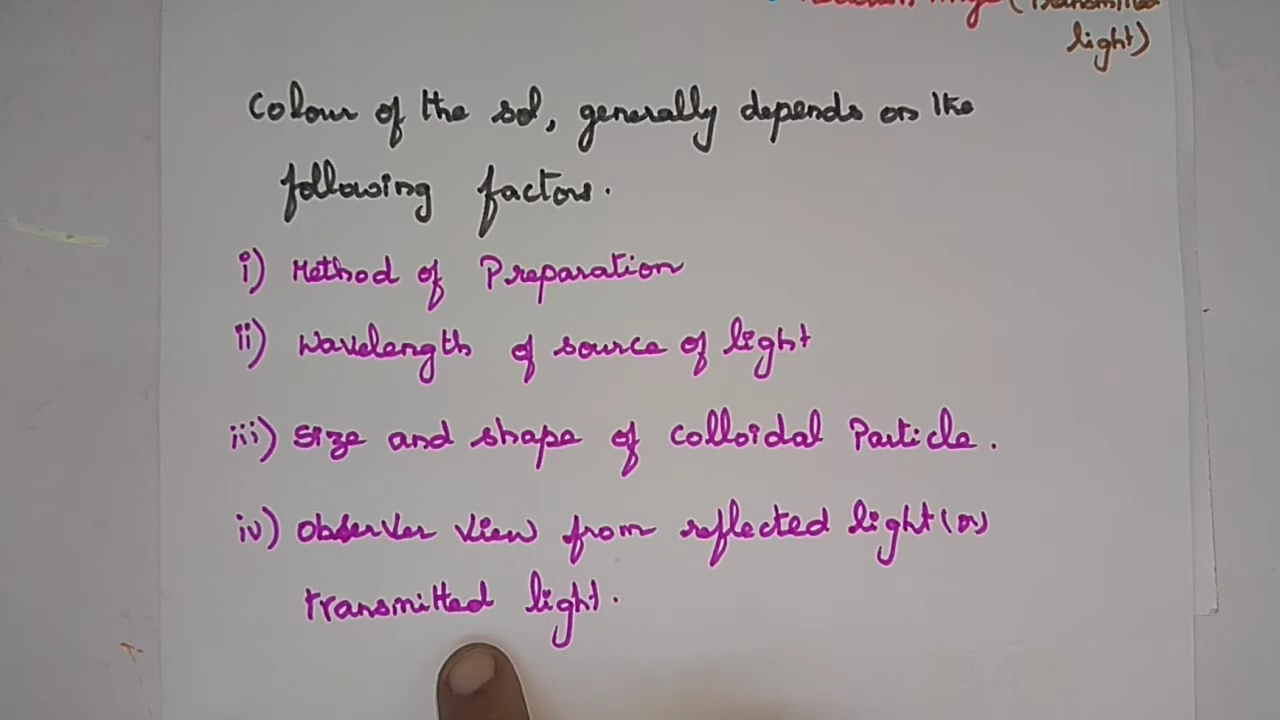 (Transmitted
light)
Colour of the sol, generally depends on the
following factors.
i) Method of Preparation
ii) Wavelength of source of light
iii) Size and shape of colloidal Particle.
iv) Observer view from reflected light (or)
transmitted light.